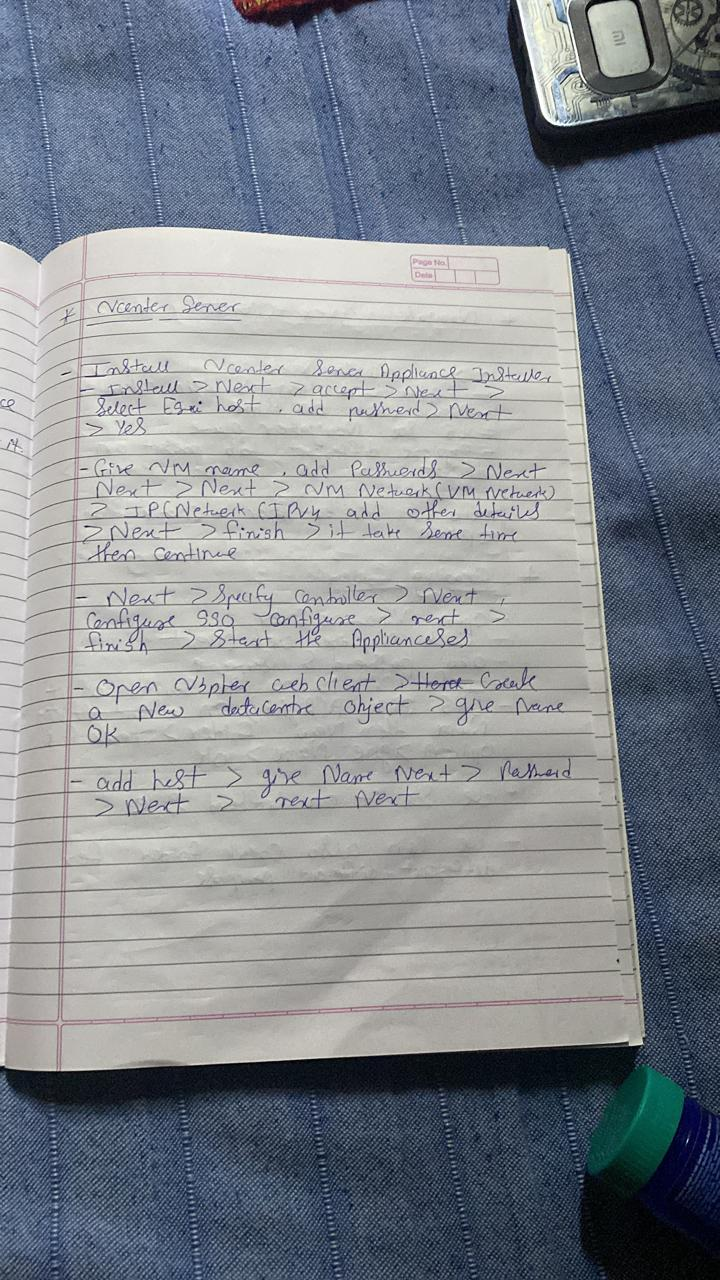 Page No.
Date
* Vcenter Server
- Install Vcenter Server Appliance Installer
- Install > Next > accept > Next >
Select Esxi host, add password > Next
> Yes
- Give VM name, add Passwords > Next
Next > Next > VM Network (VM Network)
> IP (Network (IPv4 add other details
> Next > finish > it take some time
then continue
- Next > Specify controller > Next,
Configure SSO configure > next >
finish > Start the Applianceses
- Open Vspher web client > Create
a New datacentre object > give Name
OK
- add host > give Name Next > Password
> Next > next Next